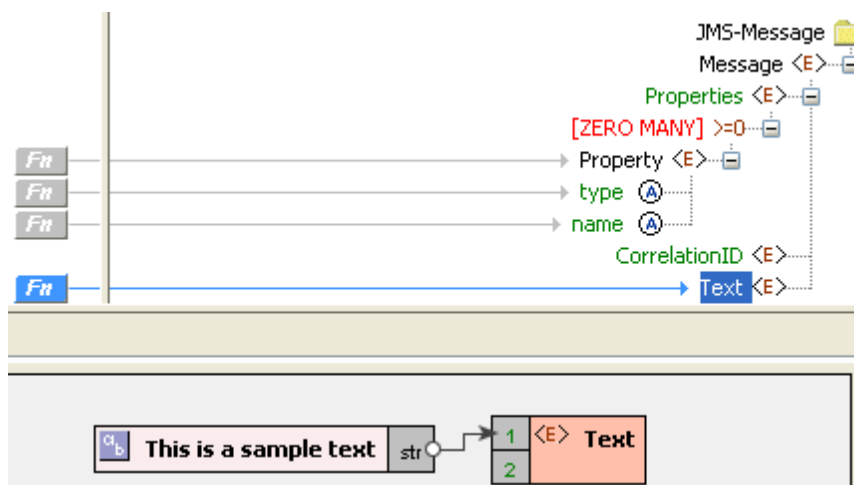 JMS-Message
Message <E>
Properties <E>
[ZERO MANY] >=0
Fn Property <E>
Fn type A
Fn name A
CorrelationID <E>
Fn Text <E>
ab This is a sample text str 1 <E> Text
2